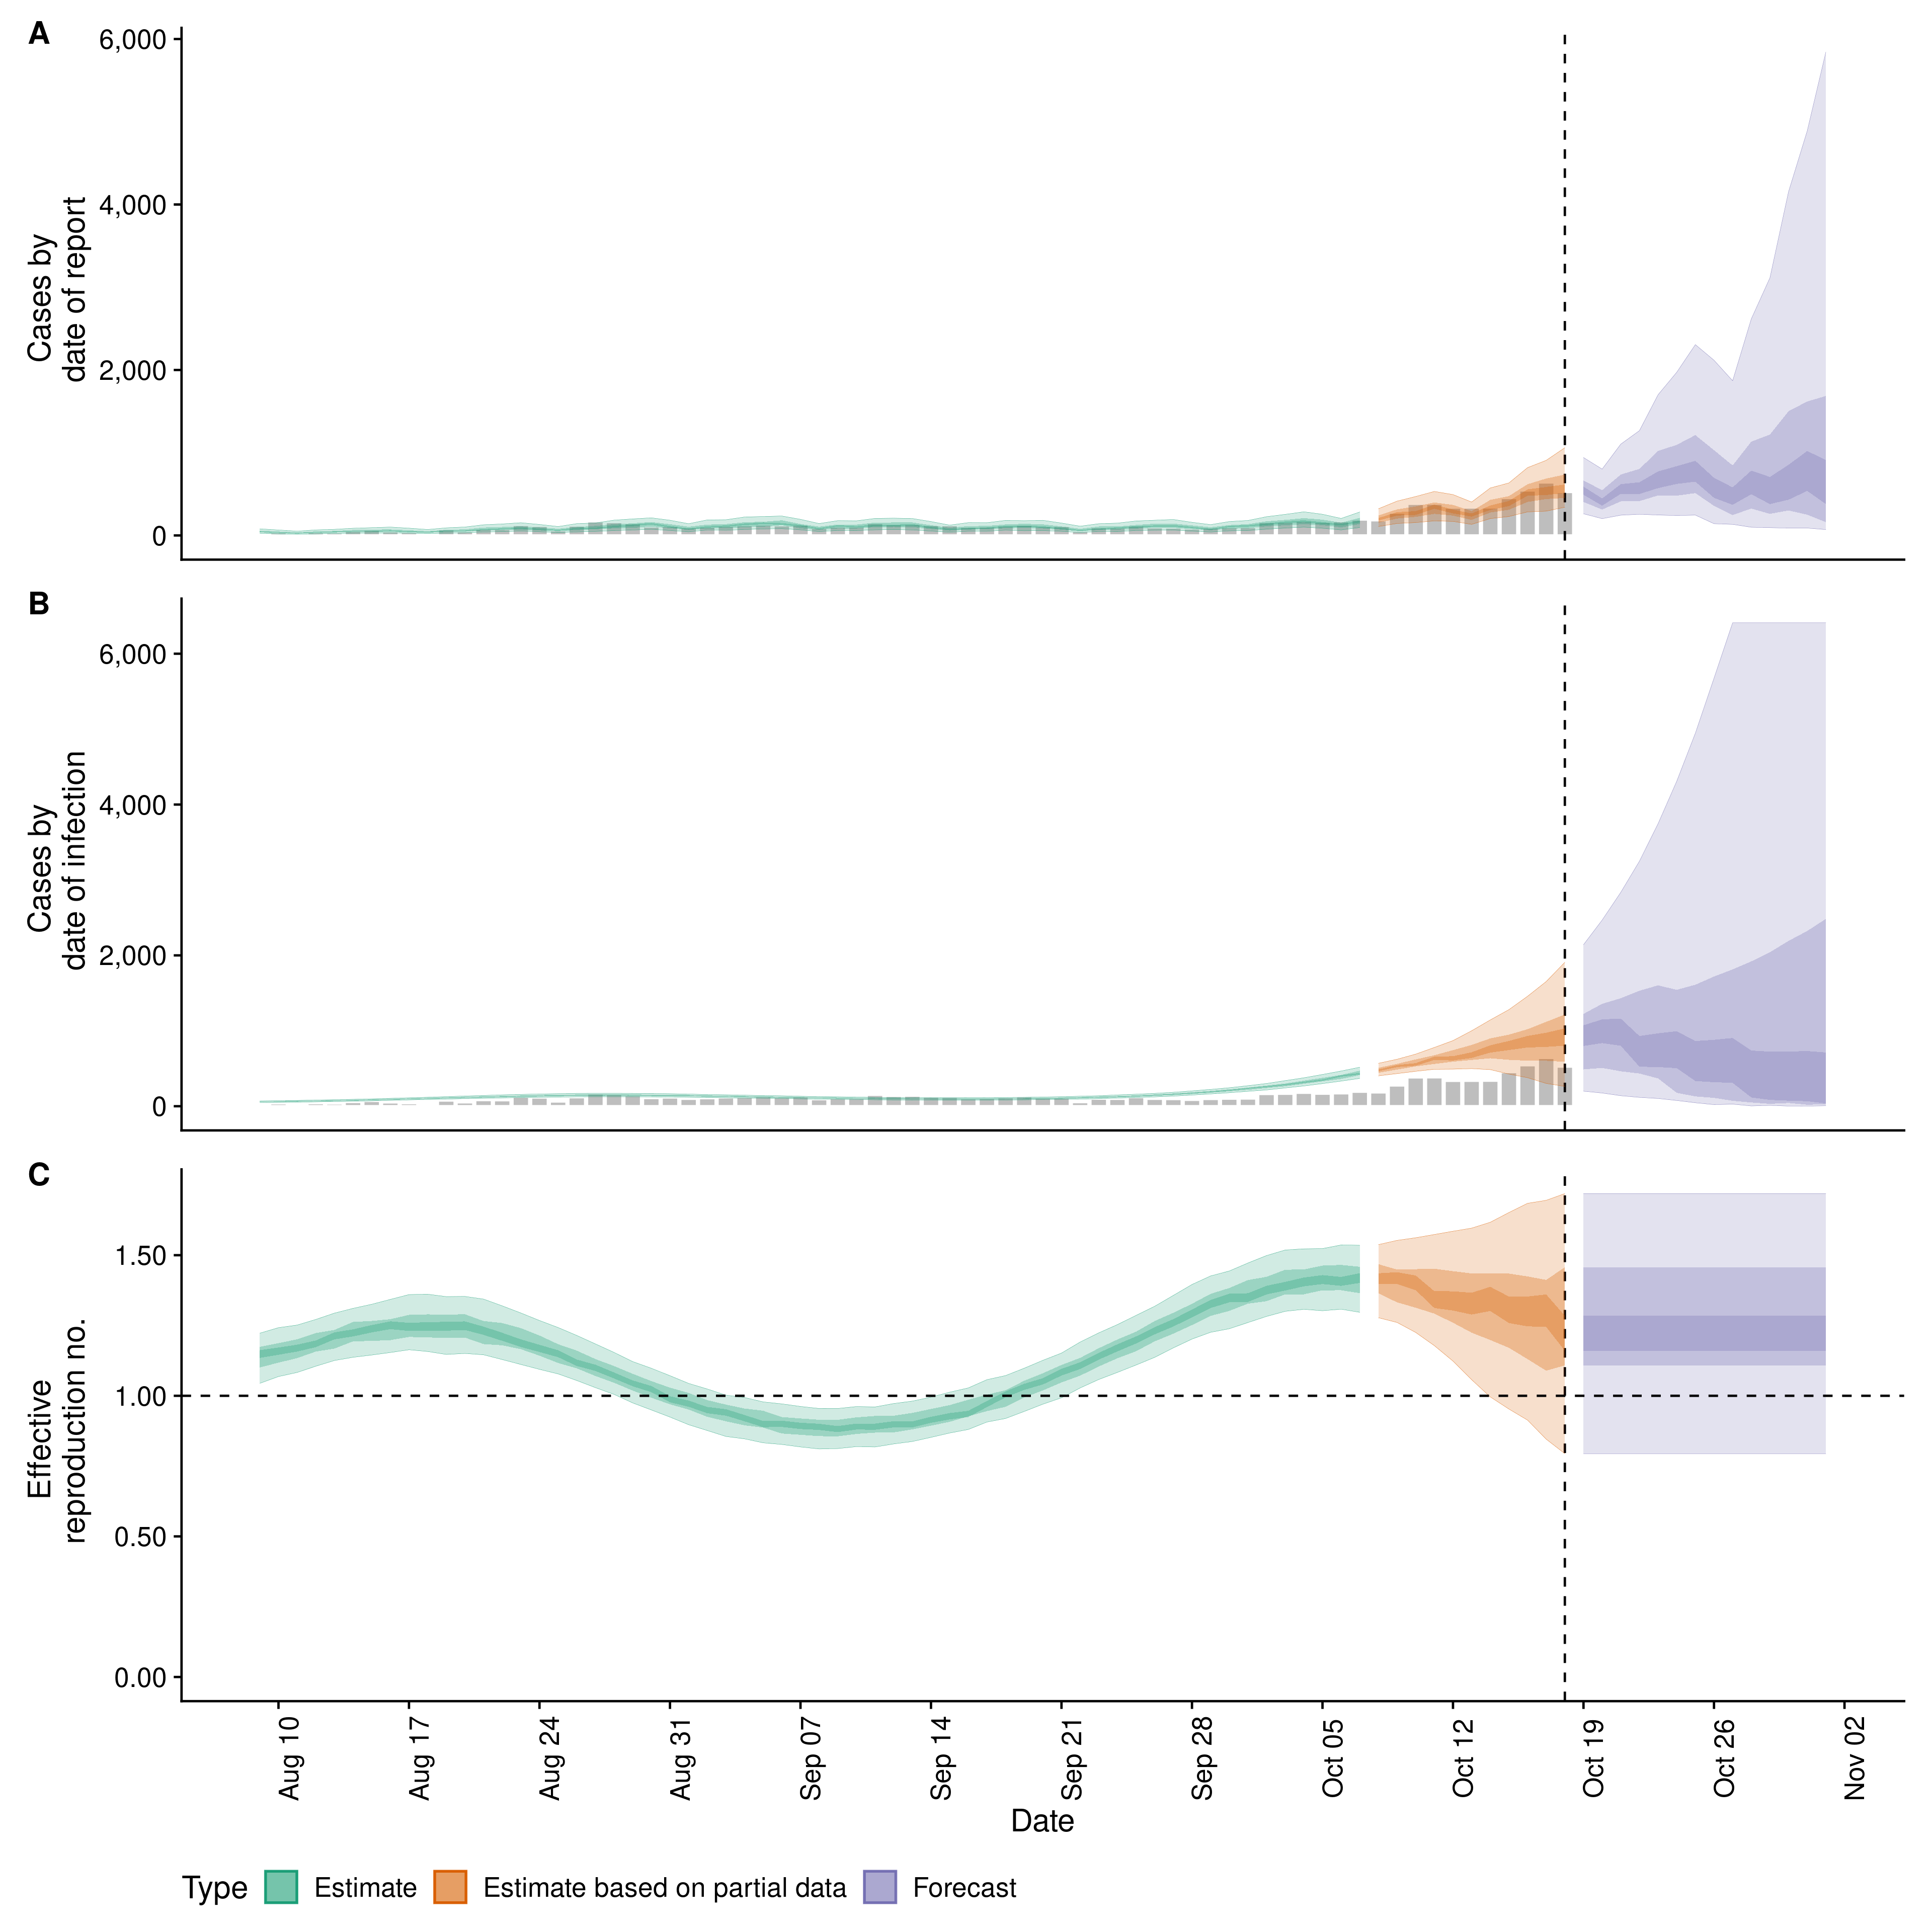 A
6,000
4,000
2,000
0
Cases by
date of report
B
6,000
4,000
2,000
0
Cases by
date of infection
C
1.50
1.00
0.50
0.00
Effective
reproduction no.
Aug 10
Aug 17
Aug 24
Aug 31
Sep 07
Sep 14
Sep 21
Sep 28
Oct 05
Oct 12
Oct 19
Oct 26
Nov 02
Date
Type Estimate Estimate based on partial data Forecast